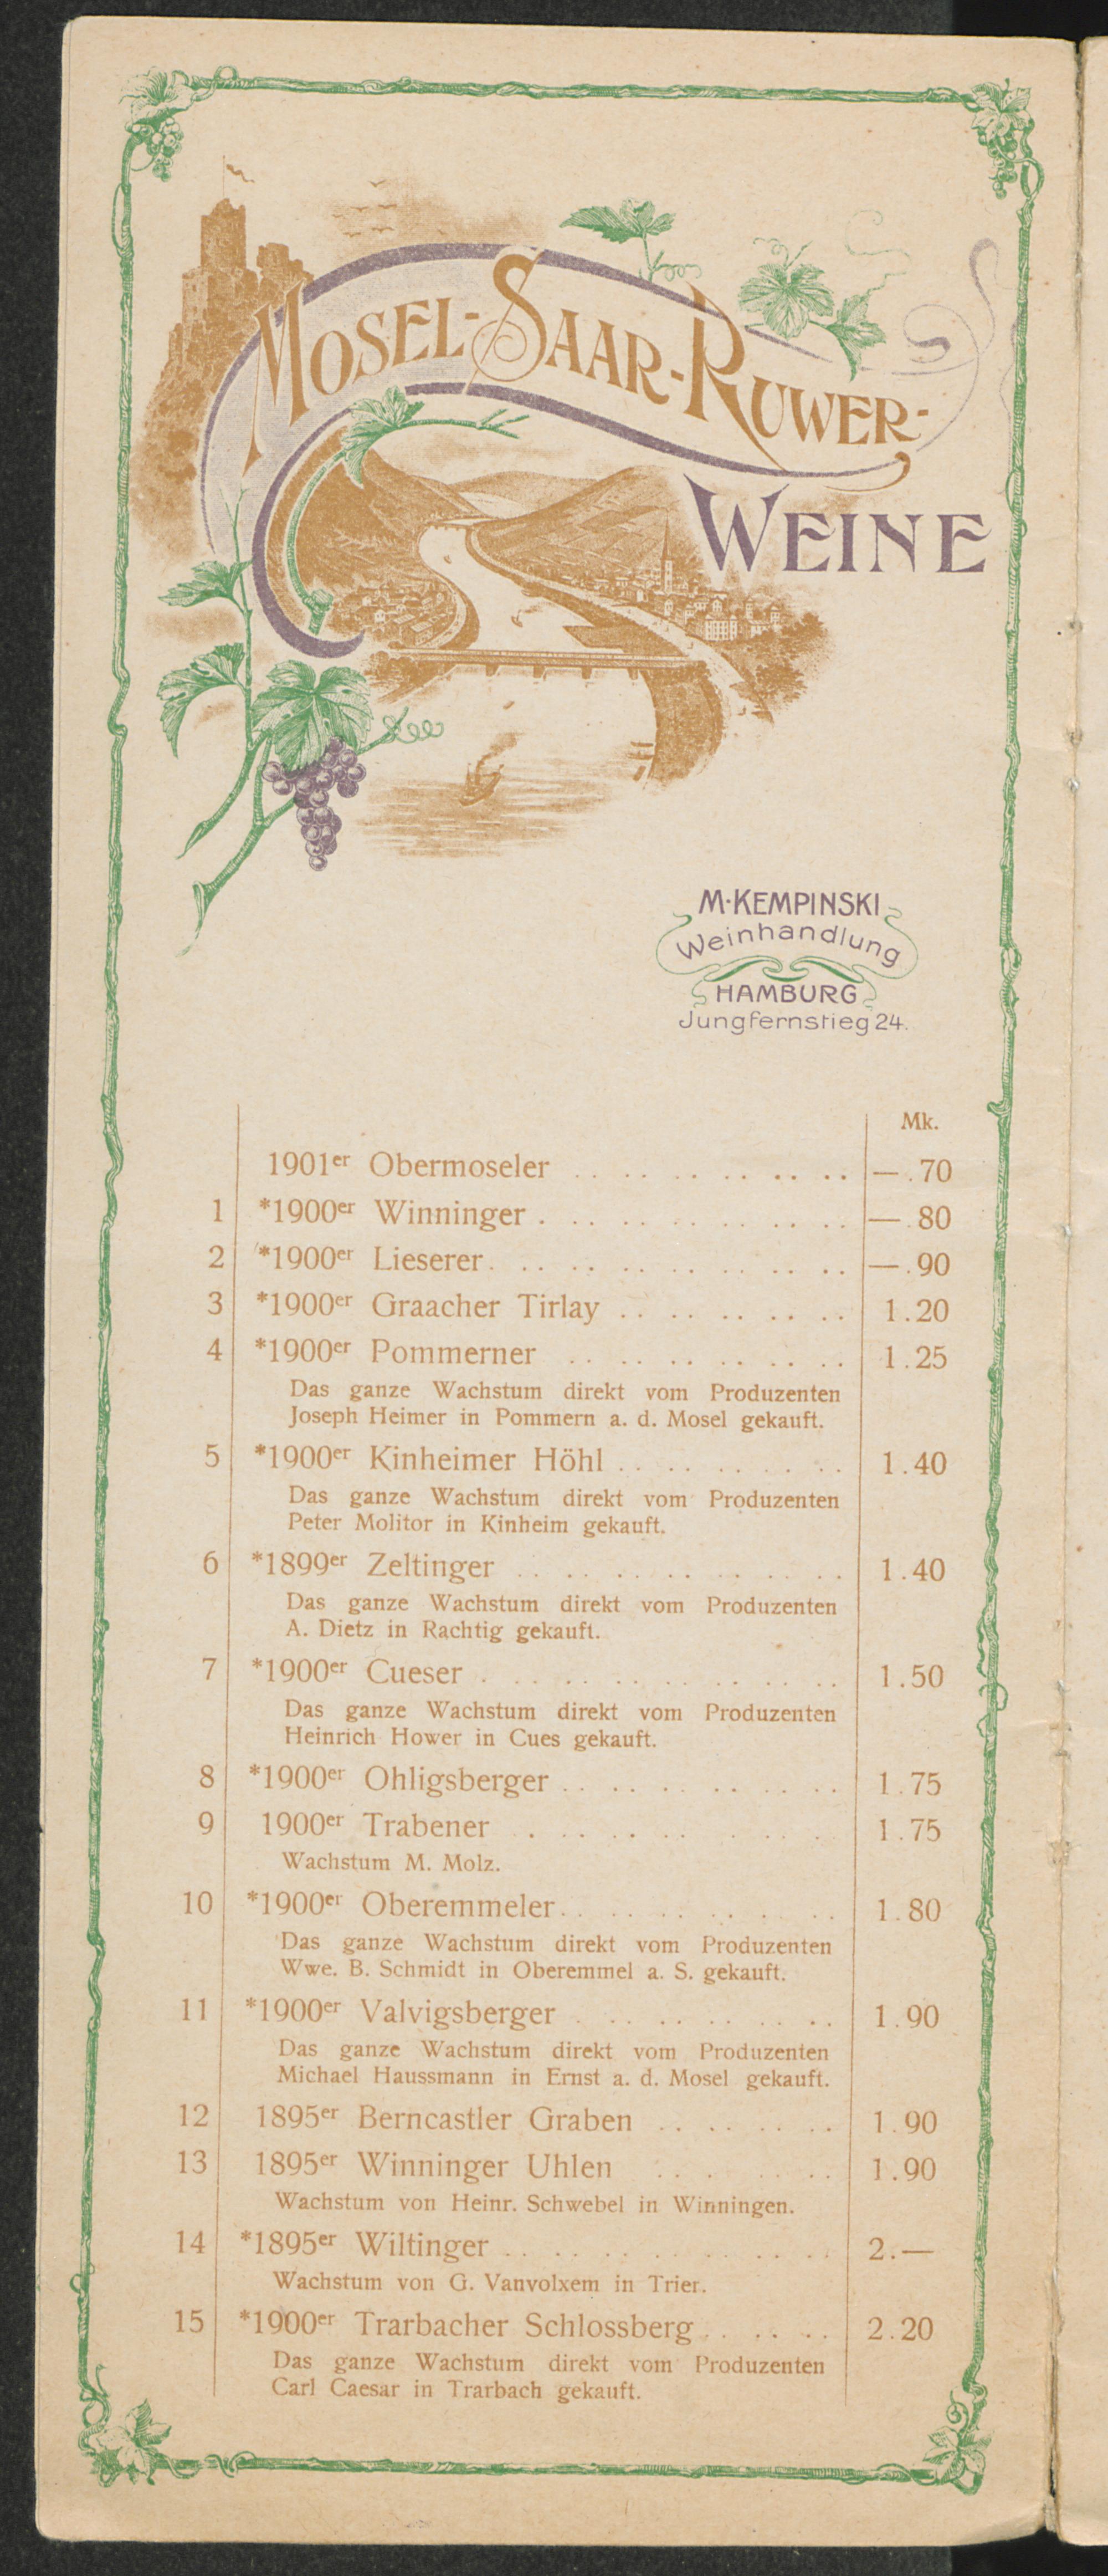 MOSEL-SAAR-RUWER-
WEINE
M·KEMPINSKI
Weinhandlung
HAMBURG
Jungfernstieg 24.
Mk.
1901er Obermoseler . . . . . . . . . . . —.70
1 *1900er Winninger . . . . . . . . . . . —.80
2 *1900er Lieserer . . . . . . . . . . . —.90
3 *1900er Graacher Tirlay . . . . . . . . . 1.20
4 *1900er Pommerner . . . . . . . . . . 1.25
Das ganze Wachstum direkt vom Produzenten
Joseph Heimer in Pommern a. d. Mosel gekauft.
5 *1900er Kinheimer Höhl . . . . . . . . . 1.40
Das ganze Wachstum direkt vom Produzenten
Peter Molitor in Kinheim gekauft.
6 *1899er Zeltinger . . . . . . . . . . . 1.40
Das ganze Wachstum direkt vom Produzenten
A. Dietz in Rachtig gekauft.
7 *1900er Cueser . . . . . . . . . . . . 1.50
Das ganze Wachstum direkt vom Produzenten
Heinrich Hower in Cues gekauft.
8 *1900er Ohligsberger . . . . . . . . . . 1.75
9 1900er Trabener . . . . . . . . . . . 1.75
Wachstum M. Molz.
10 *1900er Oberemmeler . . . . . . . . . . 1.80
Das ganze Wachstum direkt vom Produzenten
Wwe. B. Schmidt in Oberemmel a. S. gekauft.
11 *1900er Valvigsberger . . . . . . . . . . 1.90
Das ganze Wachstum direkt vom Produzenten
Michael Haussmann in Ernst a. d. Mosel gekauft.
12 1895er Berncastler Graben . . . . . . . . 1.90
13 1895er Winninger Uhlen . . . . . . . . 1.90
Wachstum von Heinr. Schwebel in Winningen.
14 *1895er Wiltinger . . . . . . . . . . . 2.—
Wachstum von G. Vanvolxem in Trier.
15 *1900er Trarbacher Schlossberg . . . . . . 2.20
Das ganze Wachstum direkt vom Produzenten
Carl Caesar in Trarbach gekauft.